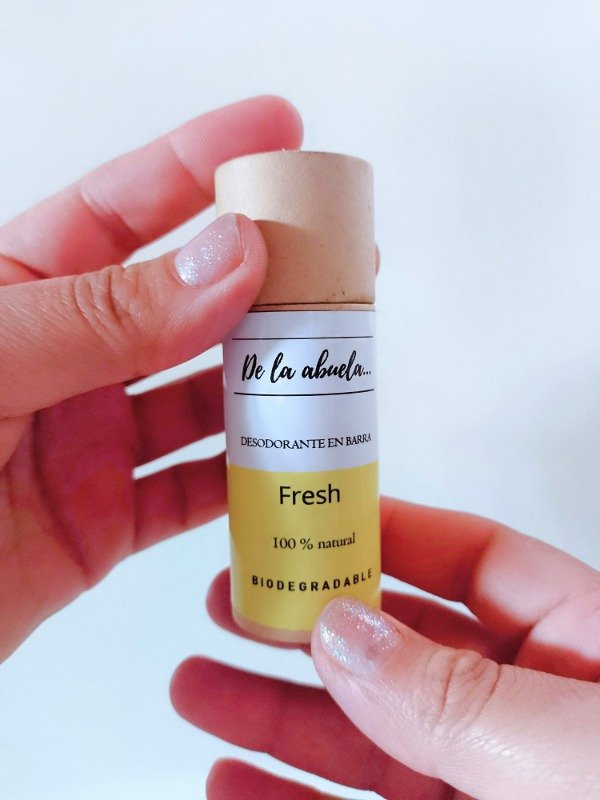 De la abuela...
DESODORANTE EN BARRA
Fresh
100 % natural
BIODEGRADABLE